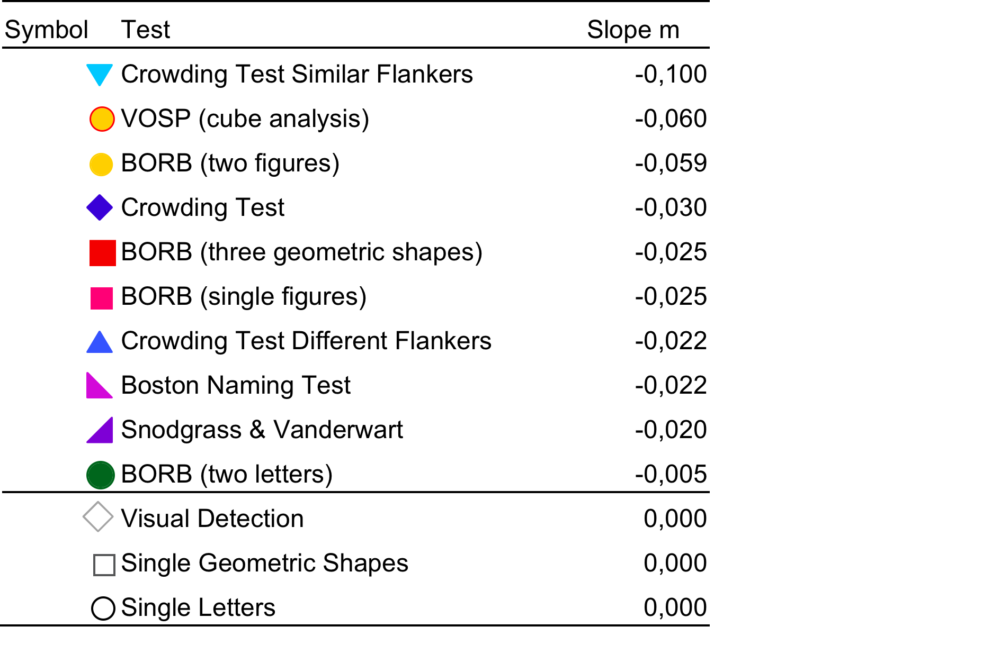 Symbol Test Slope m
Crowding Test Similar Flankers -0,100
VOSP (cube analysis) -0,060
BORB (two figures) -0,059
Crowding Test -0,030
BORB (three geometric shapes) -0,025
BORB (single figures) -0,025
Crowding Test Different Flankers -0,022
Boston Naming Test -0,022
Snodgrass & Vanderwart -0,020
BORB (two letters) -0,005
Visual Detection 0,000
Single Geometric Shapes 0,000
Single Letters 0,000